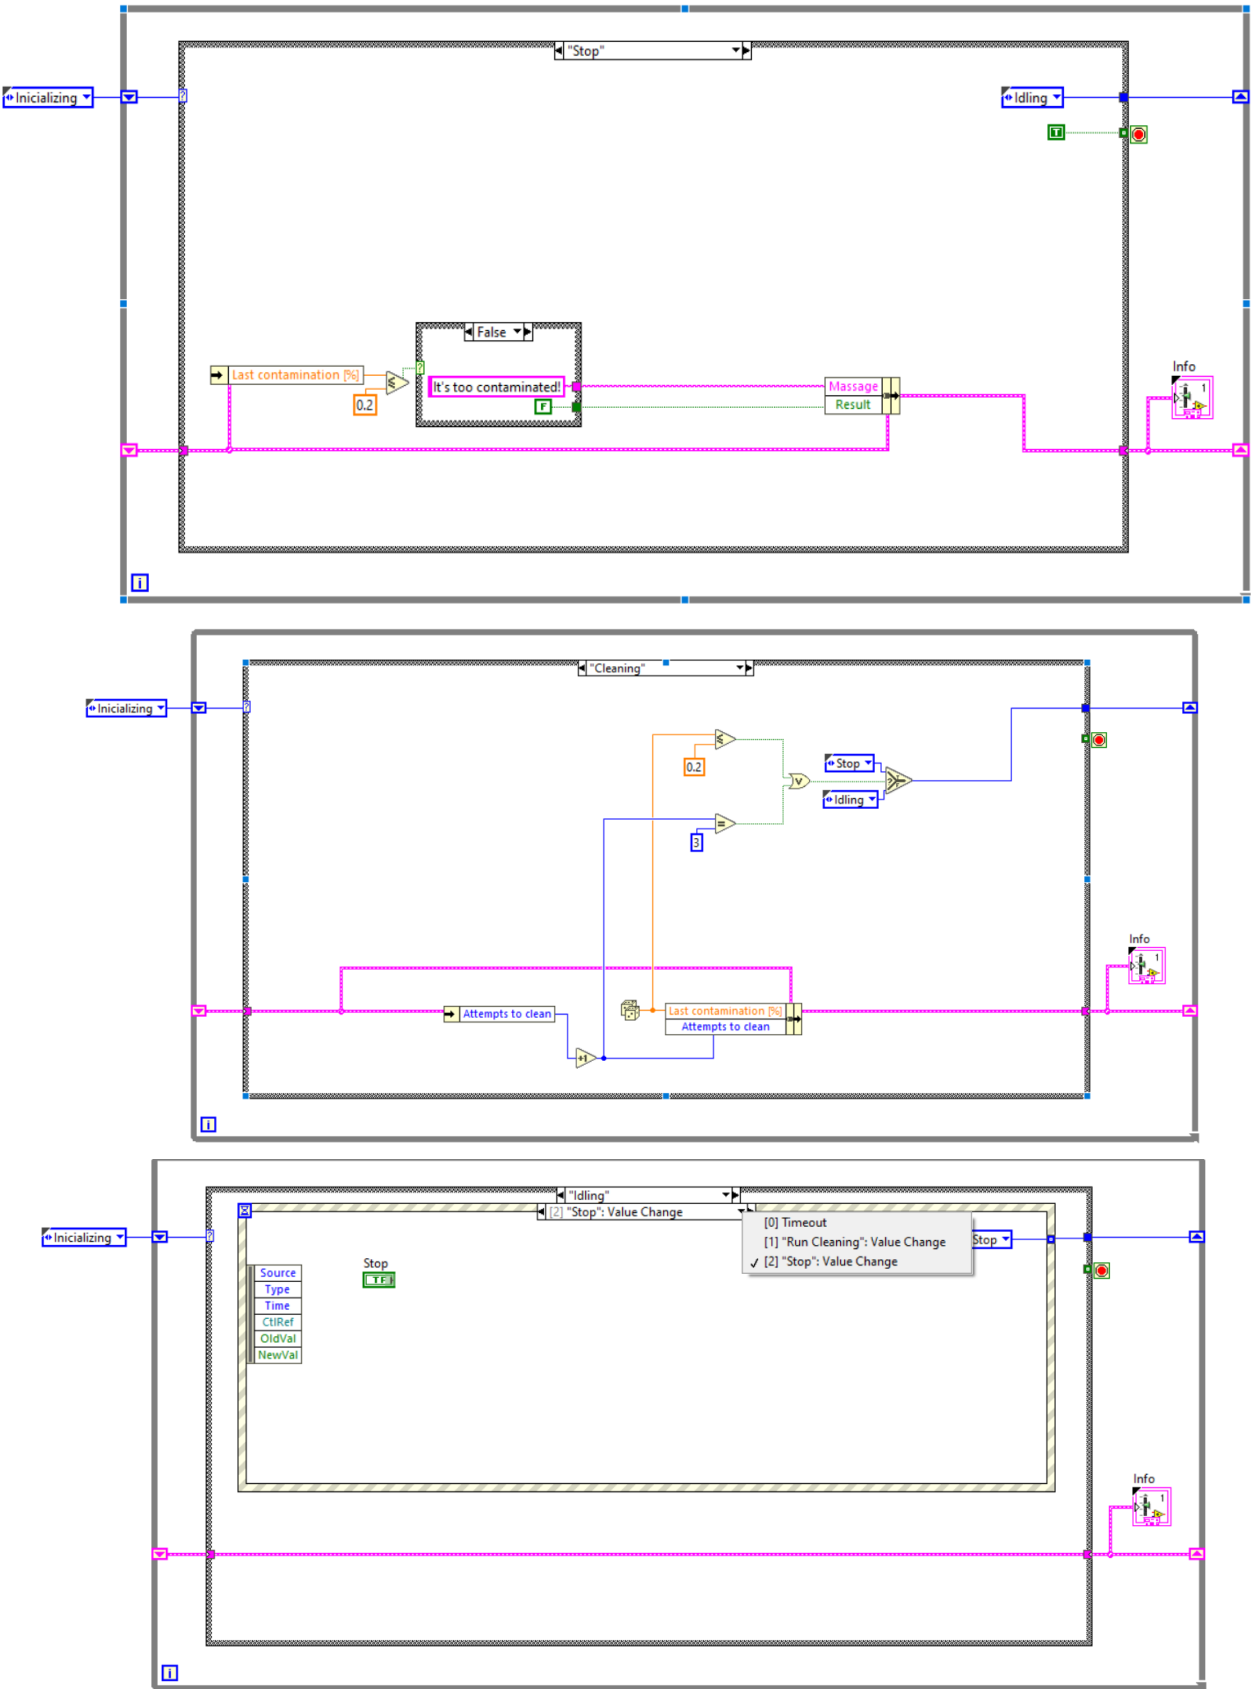 "Stop"
Inicializing
Idling
?
T
False
Last contamination [%]
?
≤
0.2
It's too contaminated!
F
Massage
Result
Info
1
i
"Cleaning"
Inicializing
?
≤
0.2
Stop
V
?
Idling
=
3
Info
1
Attempts to clean
Last contamination [%]
Attempts to clean
+1
i
"Idling"
[2] "Stop": Value Change
[0] Timeout
[1] "Run Cleaning": Value Change
✓ [2] "Stop": Value Change
Inicializing
?
Stop
Stop
TF
Source
Type
Time
CtlRef
OldVal
NewVal
Info
1
i